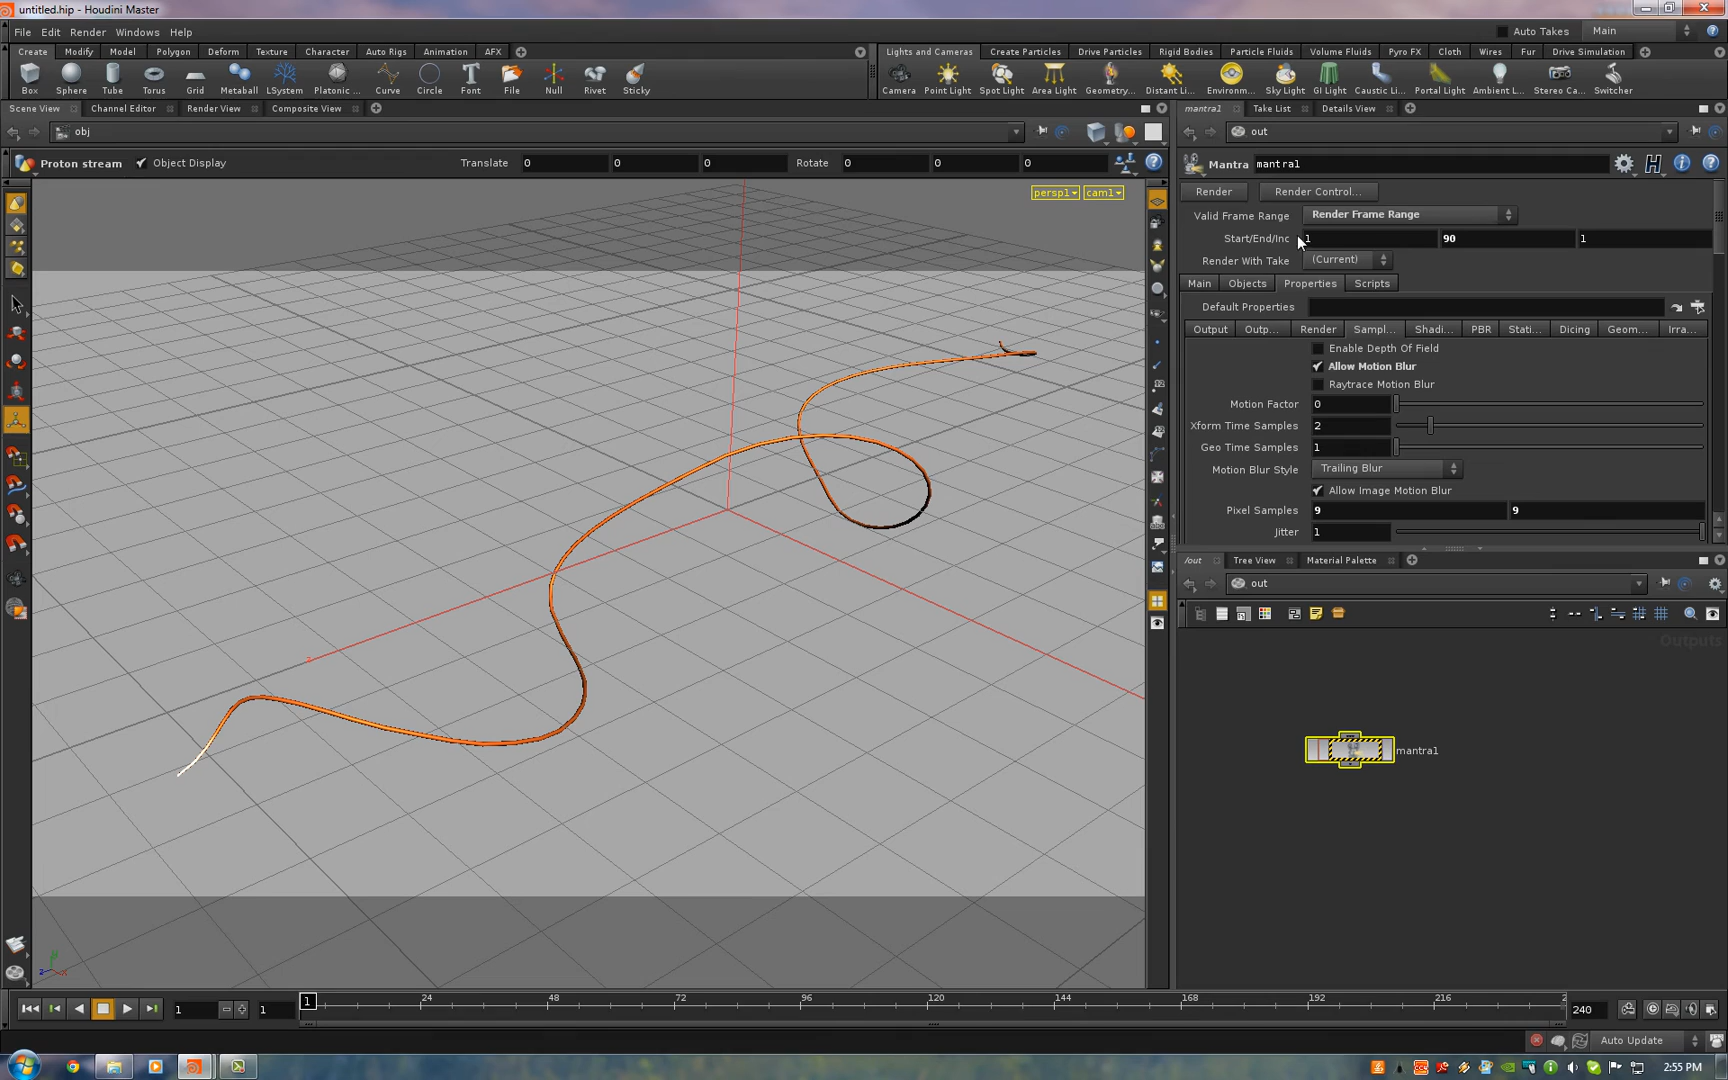 untitled.hip - Houdini Master
File Edit Render Windows Help
Auto Takes Main
Create Modify Model Polygon Deform Texture Character Auto Rigs Animation AFX
Lights and Cameras Create Particles Drive Particles Rigid Bodies Particle Fluids Volume Fluids Pyro FX Cloth Wires Fur Drive Simulation
Box Sphere Tube Torus Grid Metaball LSystem Platonic ... Curve Circle Font File Null Rivet Sticky
Camera Point Light Spot Light Area Light Geometry... Distant Li... Environm... Sky Light GI Light Caustic Li... Portal Light Ambient L... Stereo Ca... Switcher
Scene View Channel Editor Render View Composite View
mantra1 Take List Details View
obj
out
Proton stream Object Display Translate 0 0 0 Rotate 0 0 0
Mantra mantra1
persp1 cam1
Render Render Control...
Valid Frame Range Render Frame Range
Start/End/Inc 1 90 1
Render With Take (Current)
Main Objects Properties Scripts
Default Properties
Output Outp... Render Sampl... Shadi... PBR Stati... Dicing Geom... Irra...
Enable Depth Of Field
Allow Motion Blur
Raytrace Motion Blur
Motion Factor 0
Xform Time Samples 2
Geo Time Samples 1
Motion Blur Style Trailing Blur
Allow Image Motion Blur
Pixel Samples 9 9
Jitter 1
/out Tree View Material Palette
out
Outputs
mantra1
1 1 1 24 48 72 96 120 144 168 192 216 2 240
Auto Update
2:55 PM